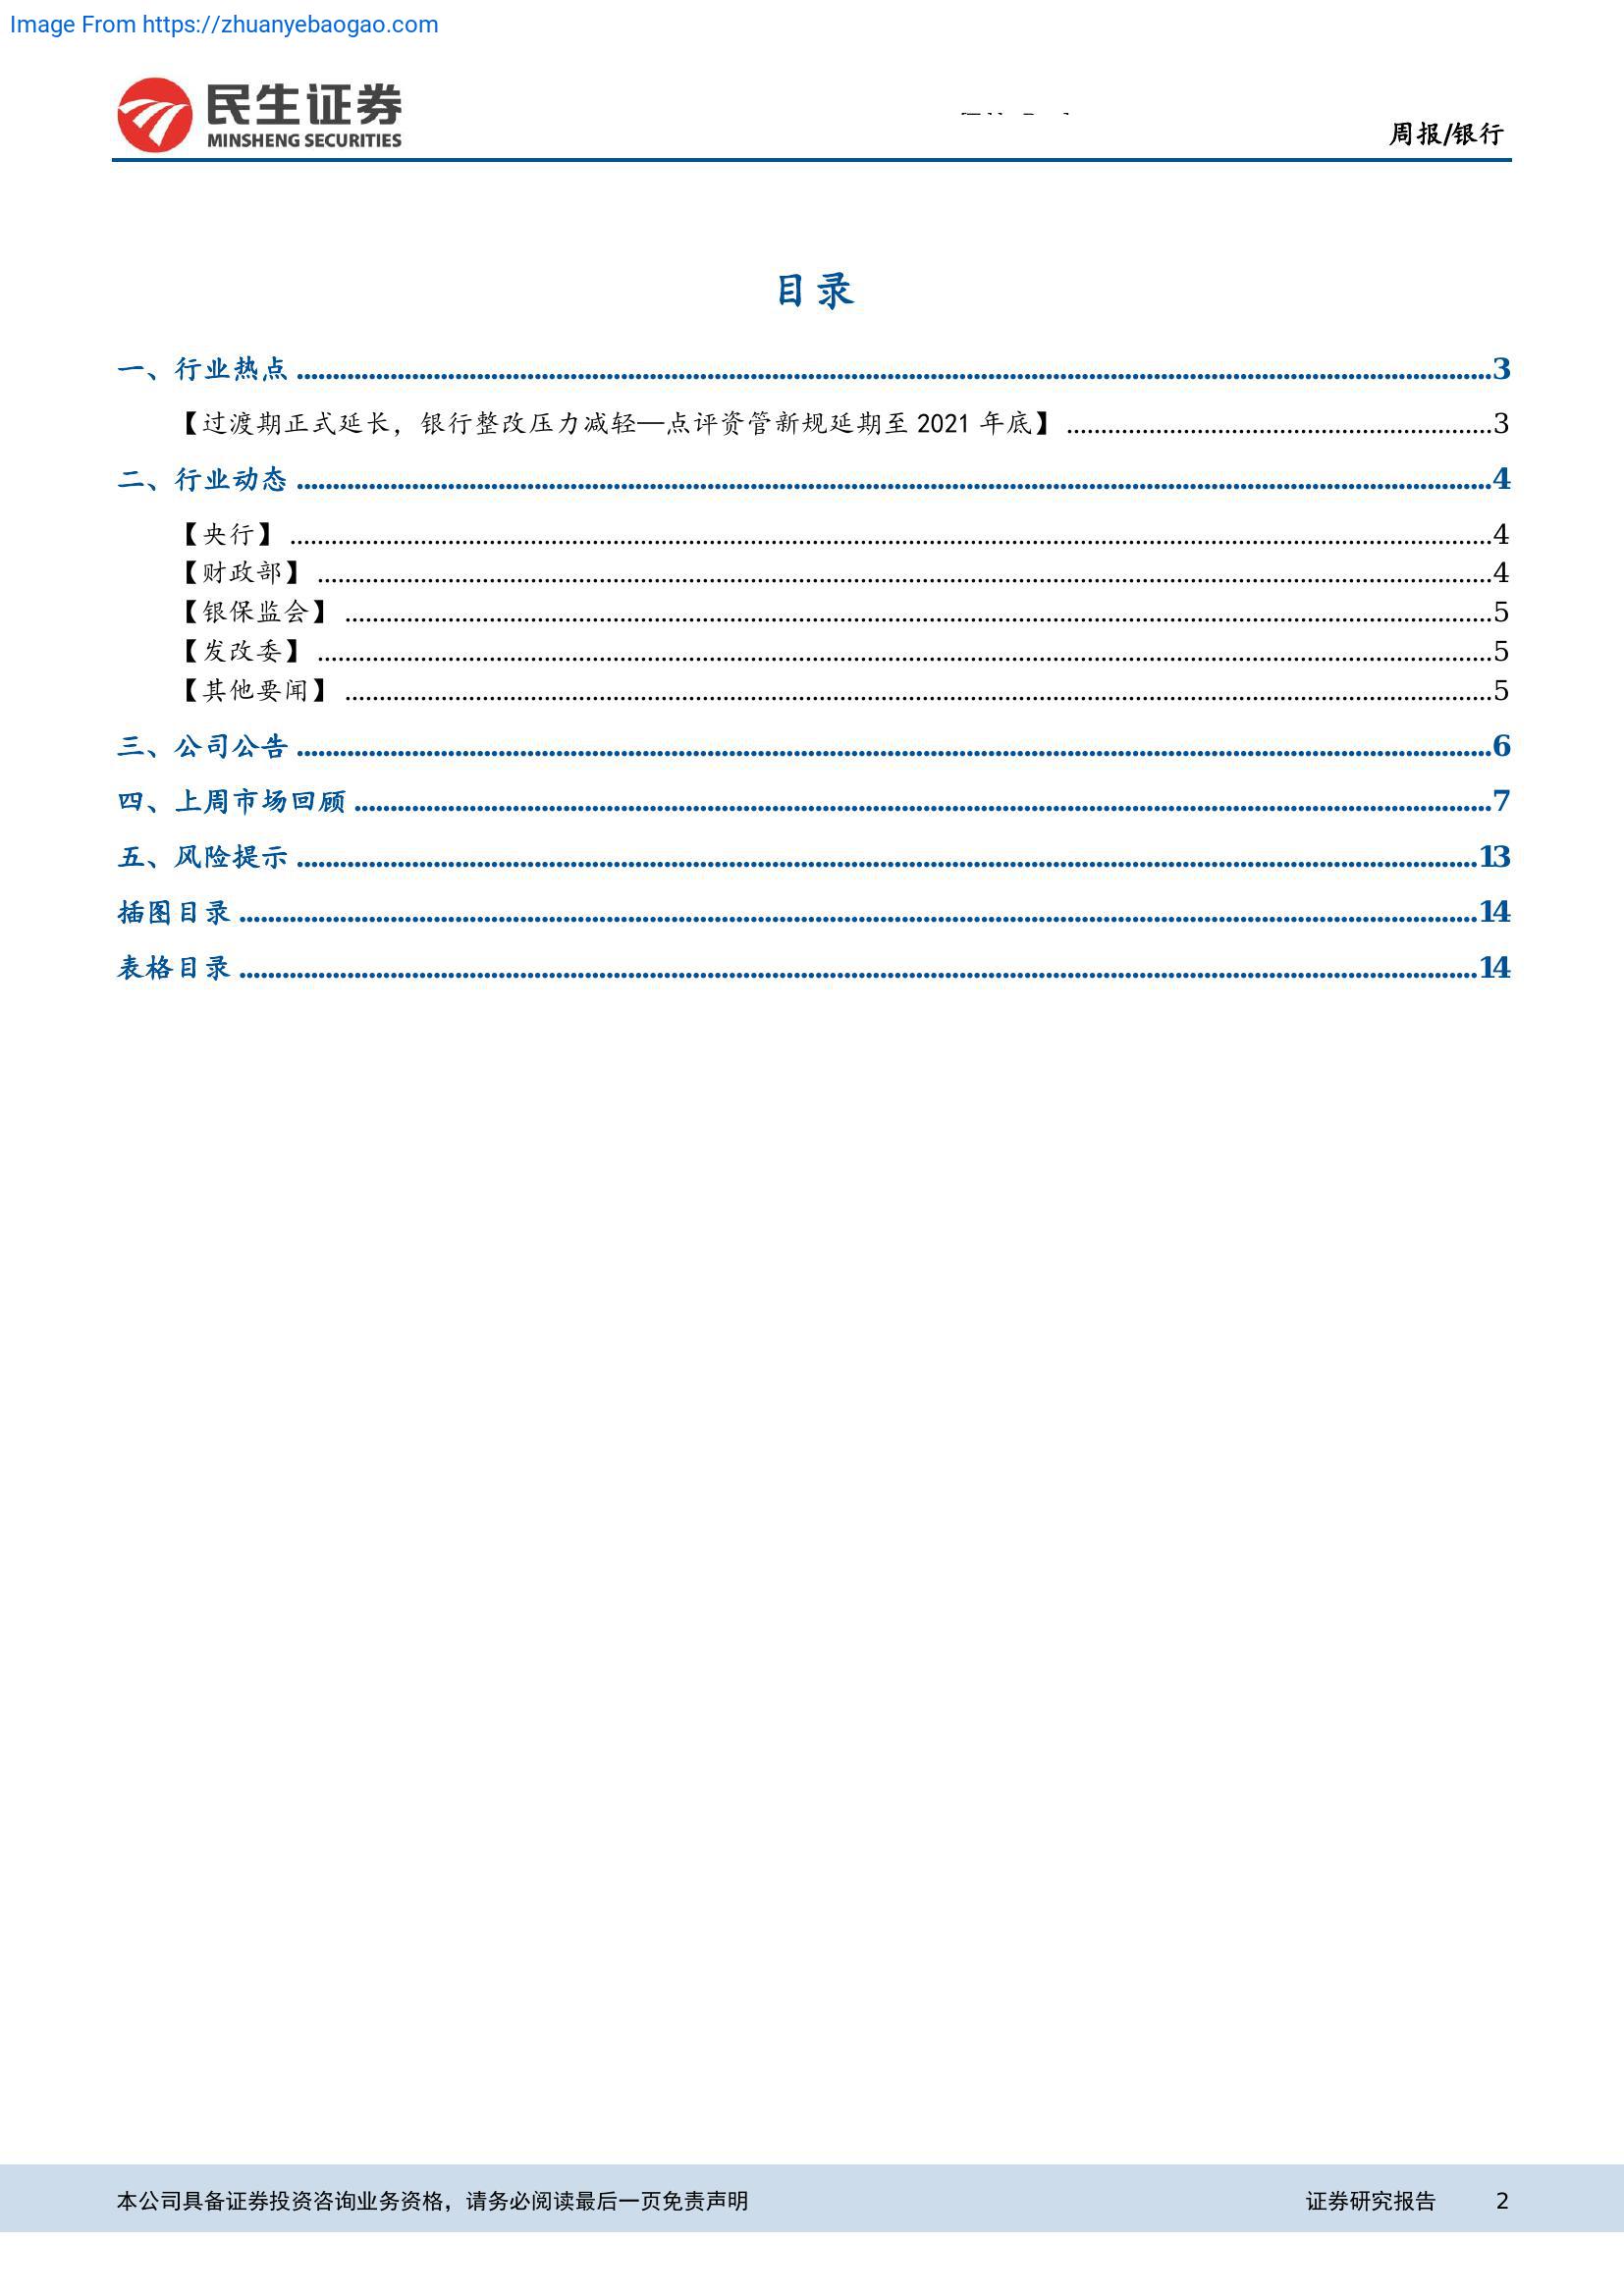 Image From https://zhuanyebaogao.com
民生证券
MINSHENG SECURITIES
周报/银行
目录
一、行业热点 3
【过渡期正式延长，银行整改压力减轻—点评资管新规延期至 2021 年底】 3
二、行业动态 4
【央行】 4
【财政部】 4
【银保监会】 5
【发改委】 5
【其他要闻】 5
三、公司公告 6
四、上周市场回顾 7
五、风险提示 13
插图目录 14
表格目录 14
本公司具备证券投资咨询业务资格，请务必阅读最后一页免责声明 证券研究报告 2